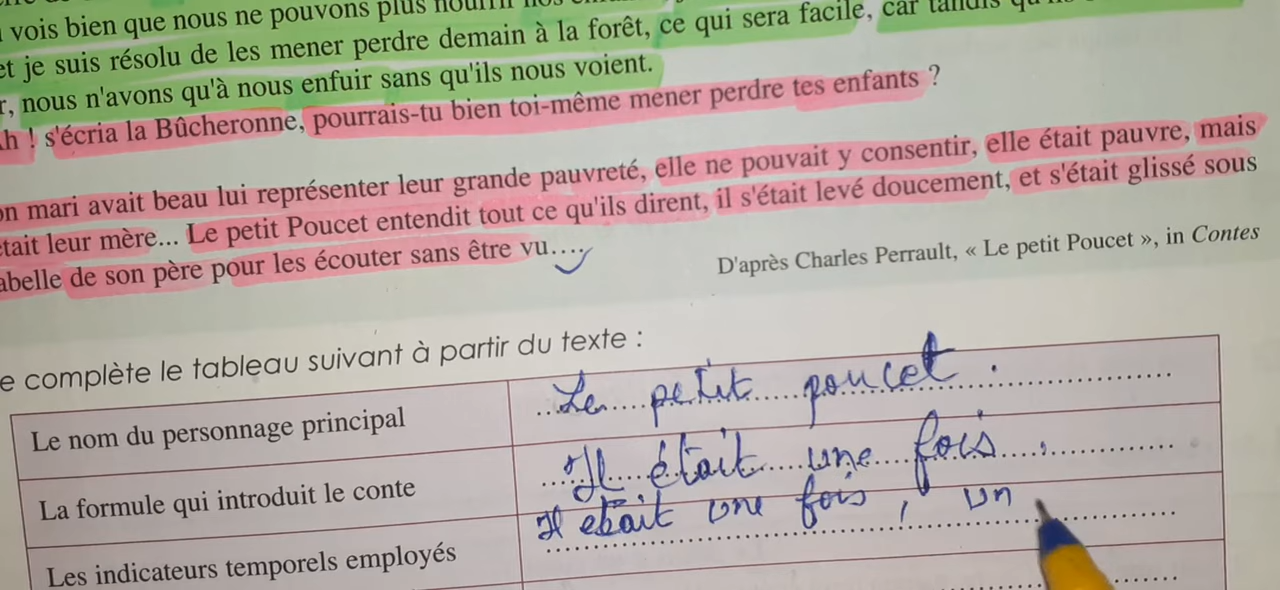 vois bien que nous ne pouvons plus nourrir nos
et je suis résolu de les mener perdre demain à la forêt, ce qui sera facile, car tandis
r, nous n'avons qu'à nous enfuir sans qu'ils nous voient.
h ! s'écria la Bûcheronne, pourrais-tu bien toi-même mener perdre tes enfants ?
on mari avait beau lui représenter leur grande pauvreté, elle ne pouvait y consentir, elle était pauvre, mais
était leur mère... Le petit Poucet entendit tout ce qu'ils dirent, il s'était levé doucement, et s'était glissé sous
abelle de son père pour les écouter sans être vu....
D'après Charles Perrault, « Le petit Poucet », in Contes
e complète le tableau suivant à partir du texte :
Le nom du personnage principal
Le petit poucet.
La formule qui introduit le conte
Il était une fois.
Les indicateurs temporels employés
Il etait une fois, un